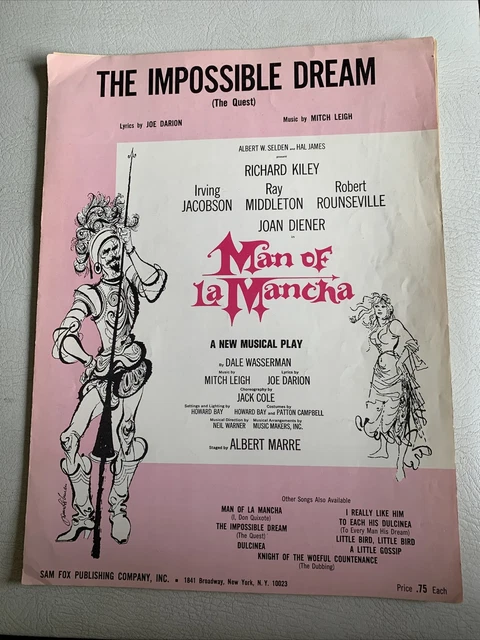 THE IMPOSSIBLE DREAM
(The Quest)
Lyrics by JOE DARION Music by MITCH LEIGH
ALBERT W. SELDEN and HAL JAMES
present
RICHARD KILEY
Irving Ray Robert
JACOBSON MIDDLETON ROUNSEVILLE
JOAN DIENER
in
Man of
La Mancha
A NEW MUSICAL PLAY
By DALE WASSERMAN
Music by Lyrics by
MITCH LEIGH JOE DARION
Choreography by
JACK COLE
Settings and Lighting by Costumes by
HOWARD BAY HOWARD BAY and PATTON CAMPBELL
Musical Direction by Musical Arrangements by
NEIL WARNER MUSIC MAKERS, INC.
Staged by ALBERT MARRE
Other Songs Also Available
MAN OF LA MANCHA
(I, Don Quixote)
THE IMPOSSIBLE DREAM
(The Quest)
DULCINEA
I REALLY LIKE HIM
TO EACH HIS DULCINEA
(To Every Man His Dream)
LITTLE BIRD, LITTLE BIRD
A LITTLE GOSSIP
KNIGHT OF THE WOEFUL COUNTENANCE
(The Dubbing)
SAM FOX PUBLISHING COMPANY, INC. • 1841 Broadway, New York, N.Y. 10023
Price .75 Each